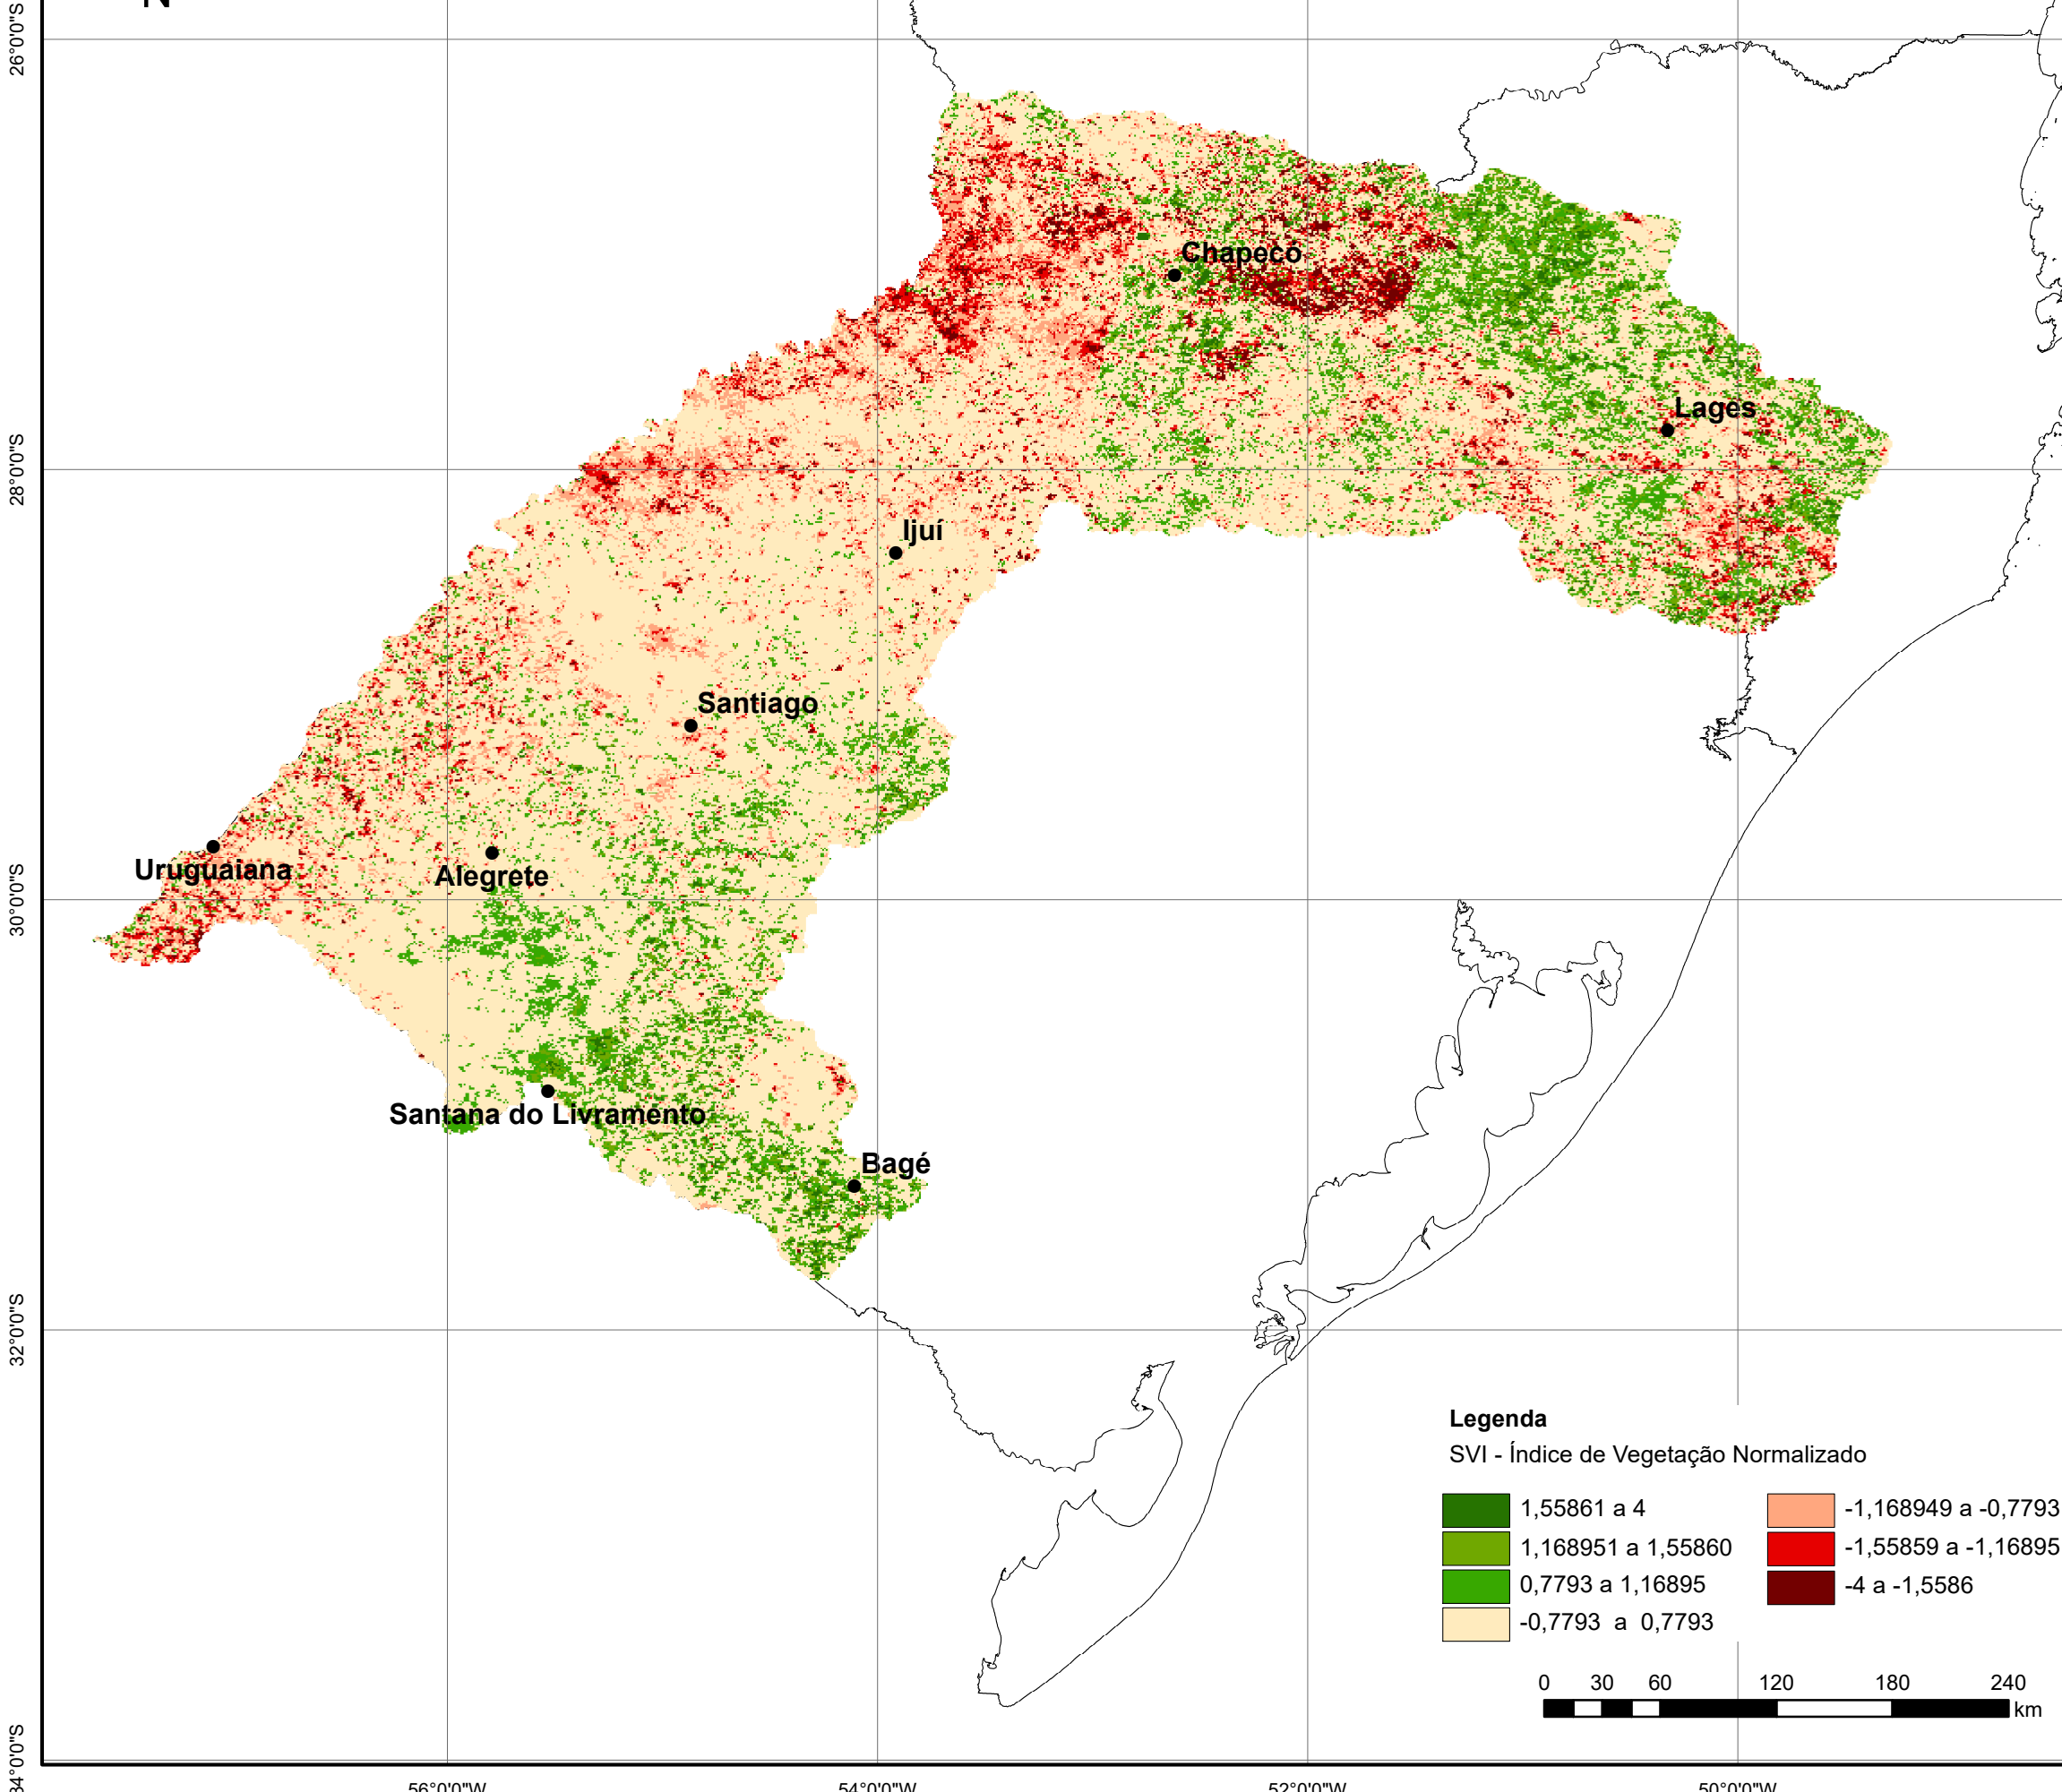 N
26°0'0"S
28°0'0"S
30°0'0"S
32°0'0"S
34°0'0"S
Chapecó
Lages
Ijuí
Santiago
Uruguaiana
Alegrete
Santana do Livramento
Bagé
Legenda
SVI - Índice de Vegetação Normalizado
1,55861 a 4
1,168951 a 1,55860
0,7793 a 1,16895
-0,7793 a 0,7793
-1,168949 a -0,7793
-1,55859 a -1,16895
-4 a -1,5586
0 30 60 120 180 240
km
56°0'0"W 54°0'0"W 52°0'0"W 50°0'0"W